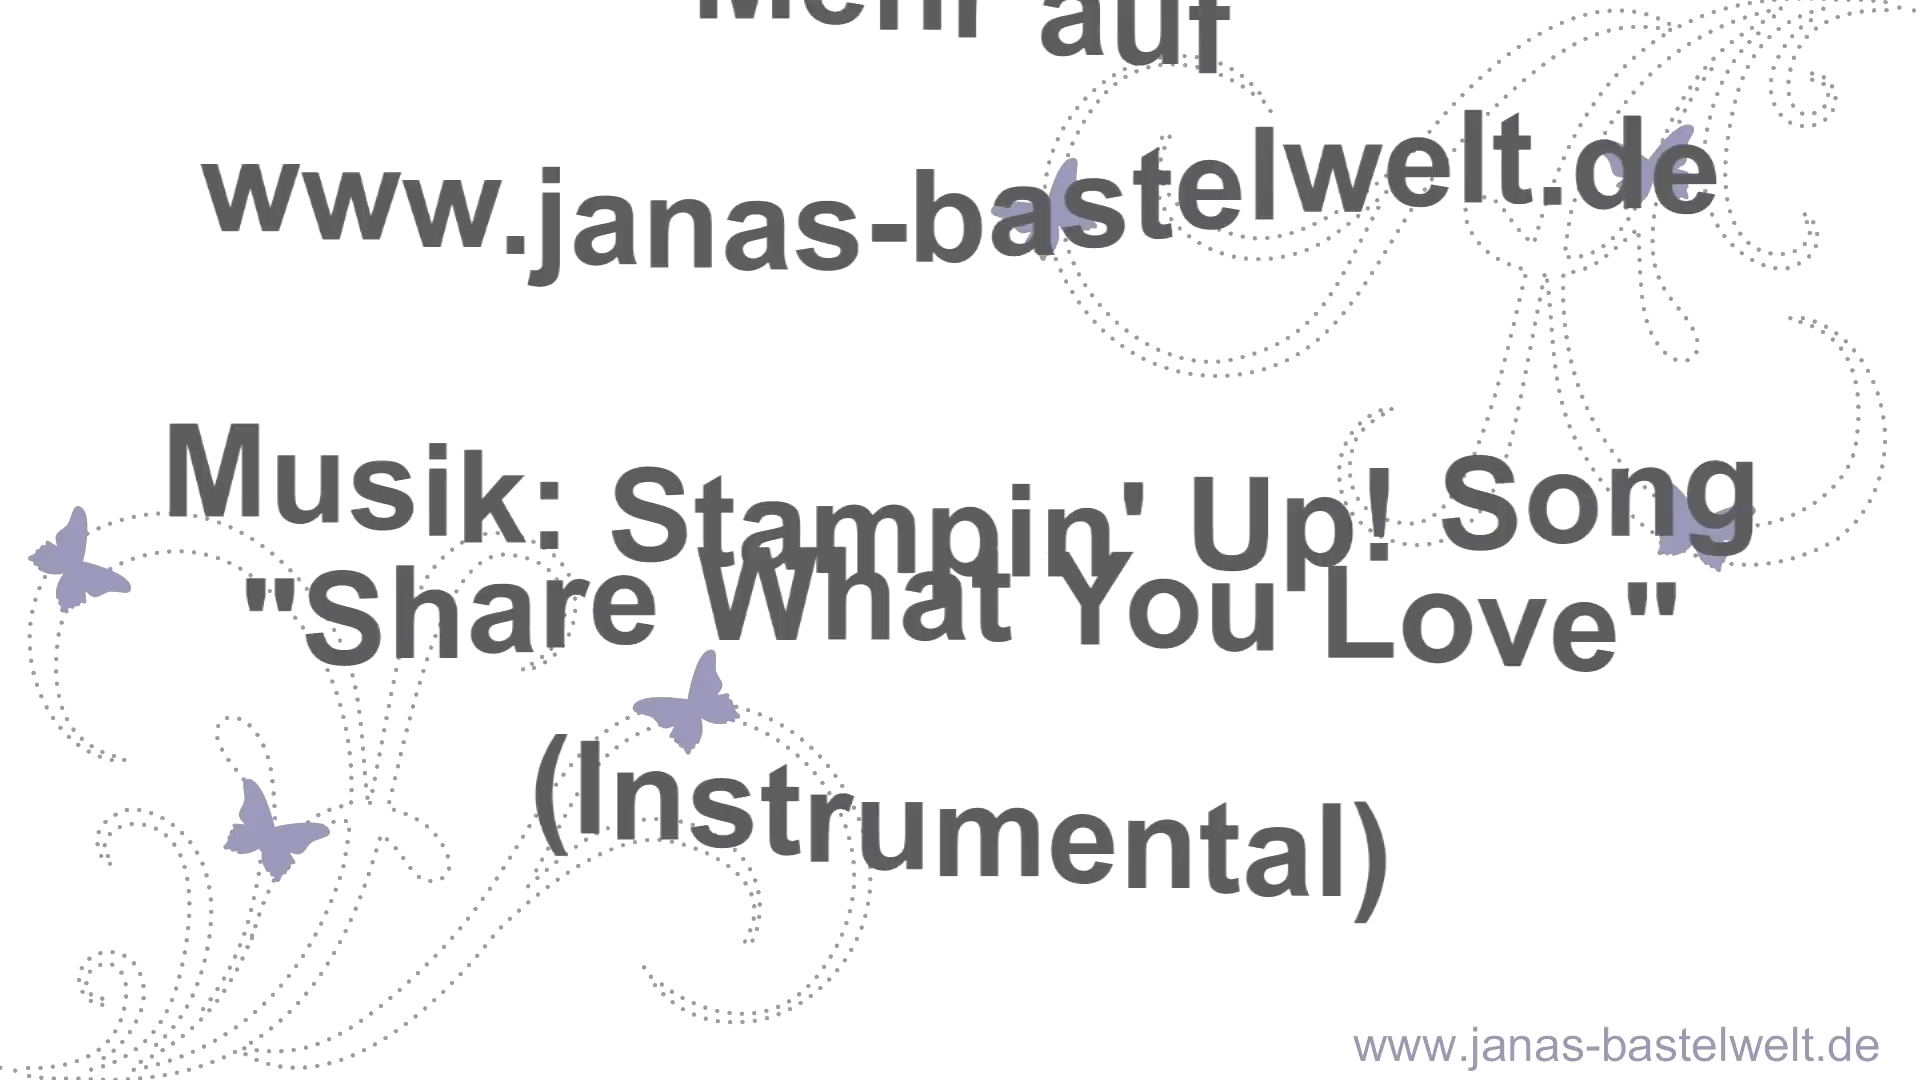 Mehr auf
www.janas-bastelwelt.de
Musik: Stampin' Up! Song
"Share What You Love"
(Instrumental)
www.janas-bastelwelt.de